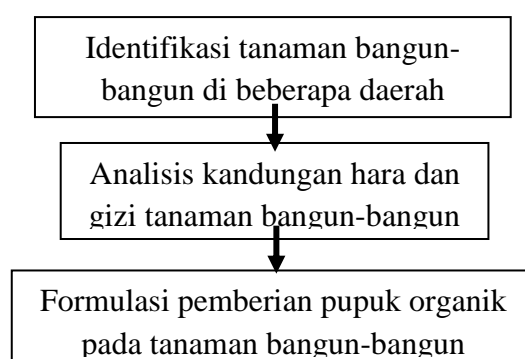 Identifikasi tanaman bangun-
bangun di beberapa daerah
Analisis kandungan hara dan
gizi tanaman bangun-bangun
Formulasi pemberian pupuk organik
pada tanaman bangun-bangun